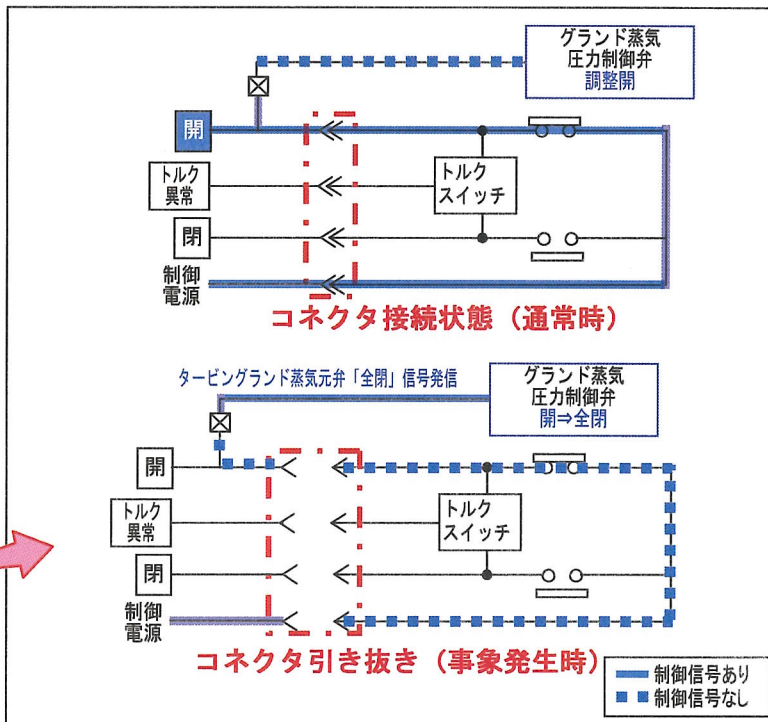 グランド蒸気
圧力制御弁
調整開
開
トルク
異常
トルク
スイッチ
閉
制御
電源
コネクタ接続状態(通常時)
タービングランド蒸気元弁「全閉」信号発信
グランド蒸気
圧力制御弁
開⇒全閉
開
トルク
異常
トルク
スイッチ
閉
制御
電源
コネクタ引き抜き(事象発生時)
制御信号あり
制御信号なし